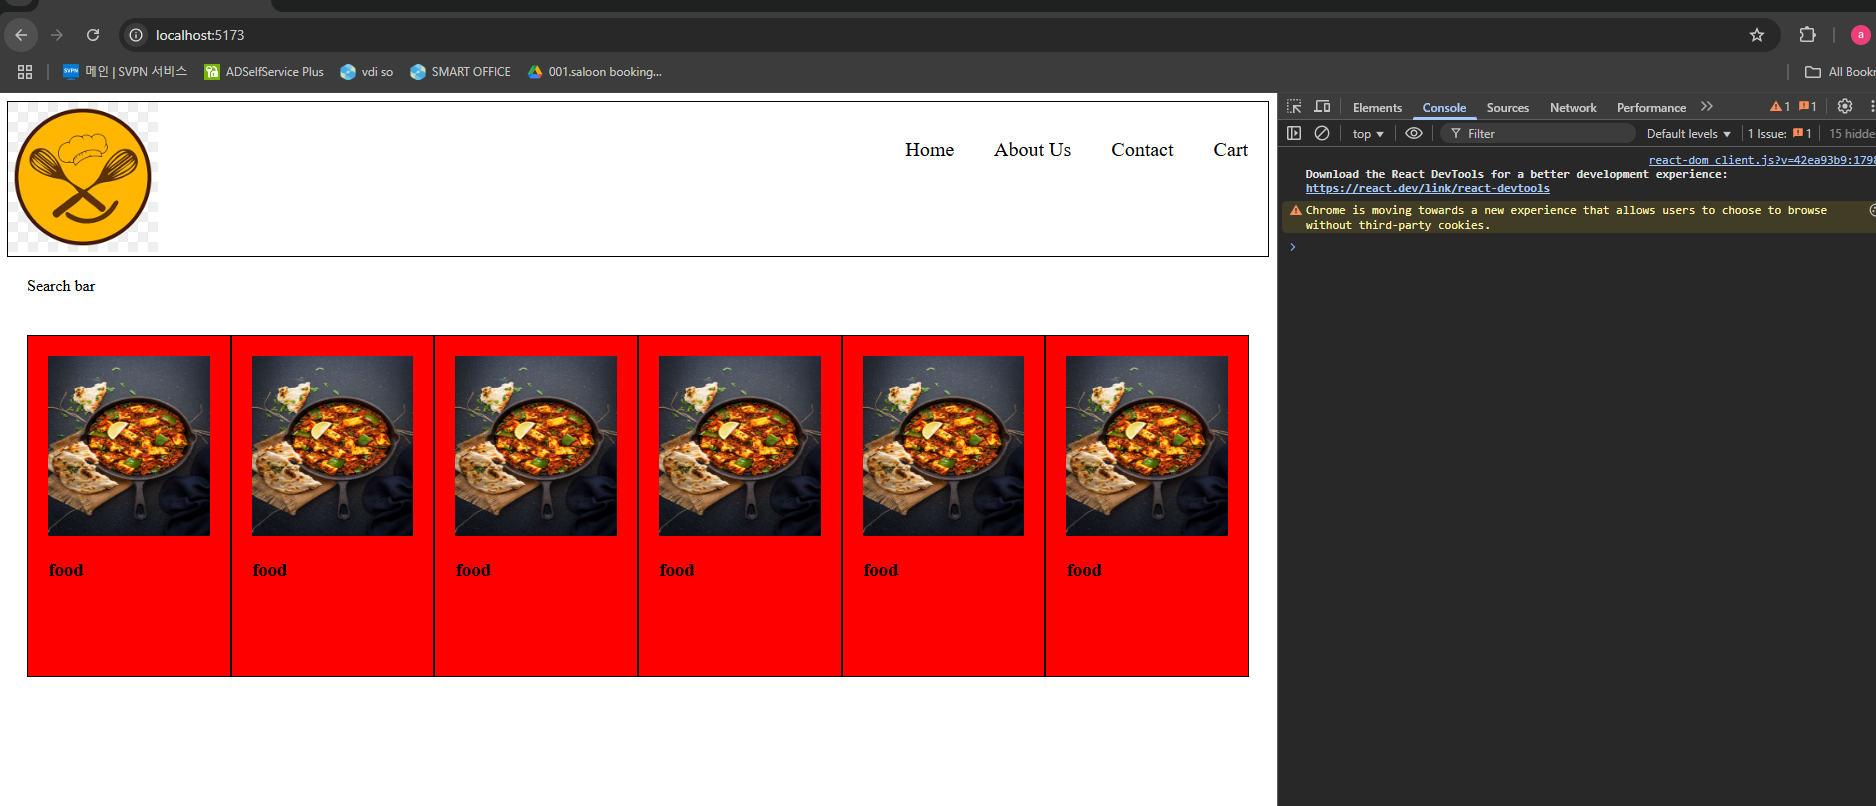 localhost:5173
a
메인 | SVPN 서비스
ADSelfService Plus
vdi so
SMART OFFICE
001.saloon booking...
All Bookr
Home
About Us
Contact
Cart
Search bar
food
food
food
food
food
food
Elements
Console
Sources
Network
Performance
1
1
top
Filter
Default levels
1 Issue:
1
15 hidde
react-dom_client.js?v=42ea93b9:1798
Download the React DevTools for a better development experience:
https://react.dev/link/react-devtools
Chrome is moving towards a new experience that allows users to choose to browse
without third-party cookies.